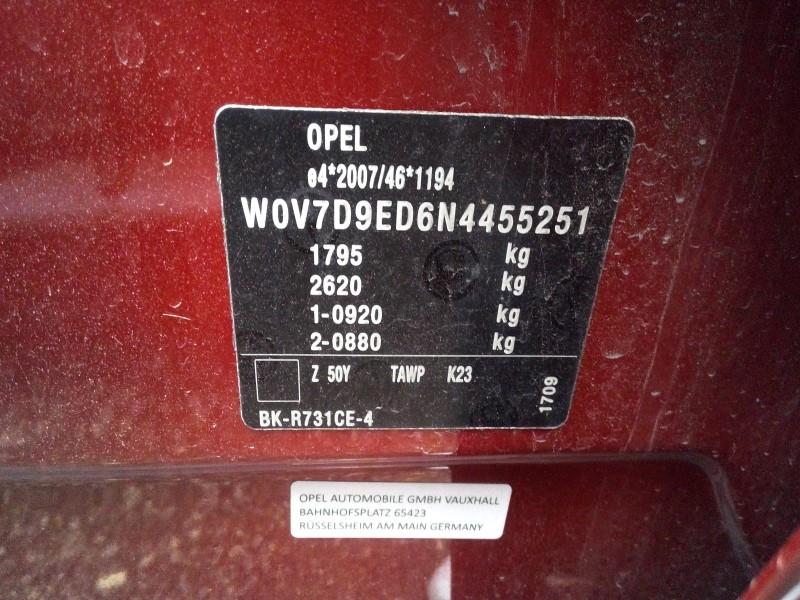 OPEL
e4*2007/46*1194
W0V7D9ED6N4455251
1795 kg
2620 kg
1-0920 kg
2-0880 kg
Z 50Y TAWP K23
1709
BK-R731CE-4
OPEL AUTOMOBILE GMBH VAUXHALL
BAHNHOFSPLATZ 65423
RÜSSELSHEIM AM MAIN GERMANY